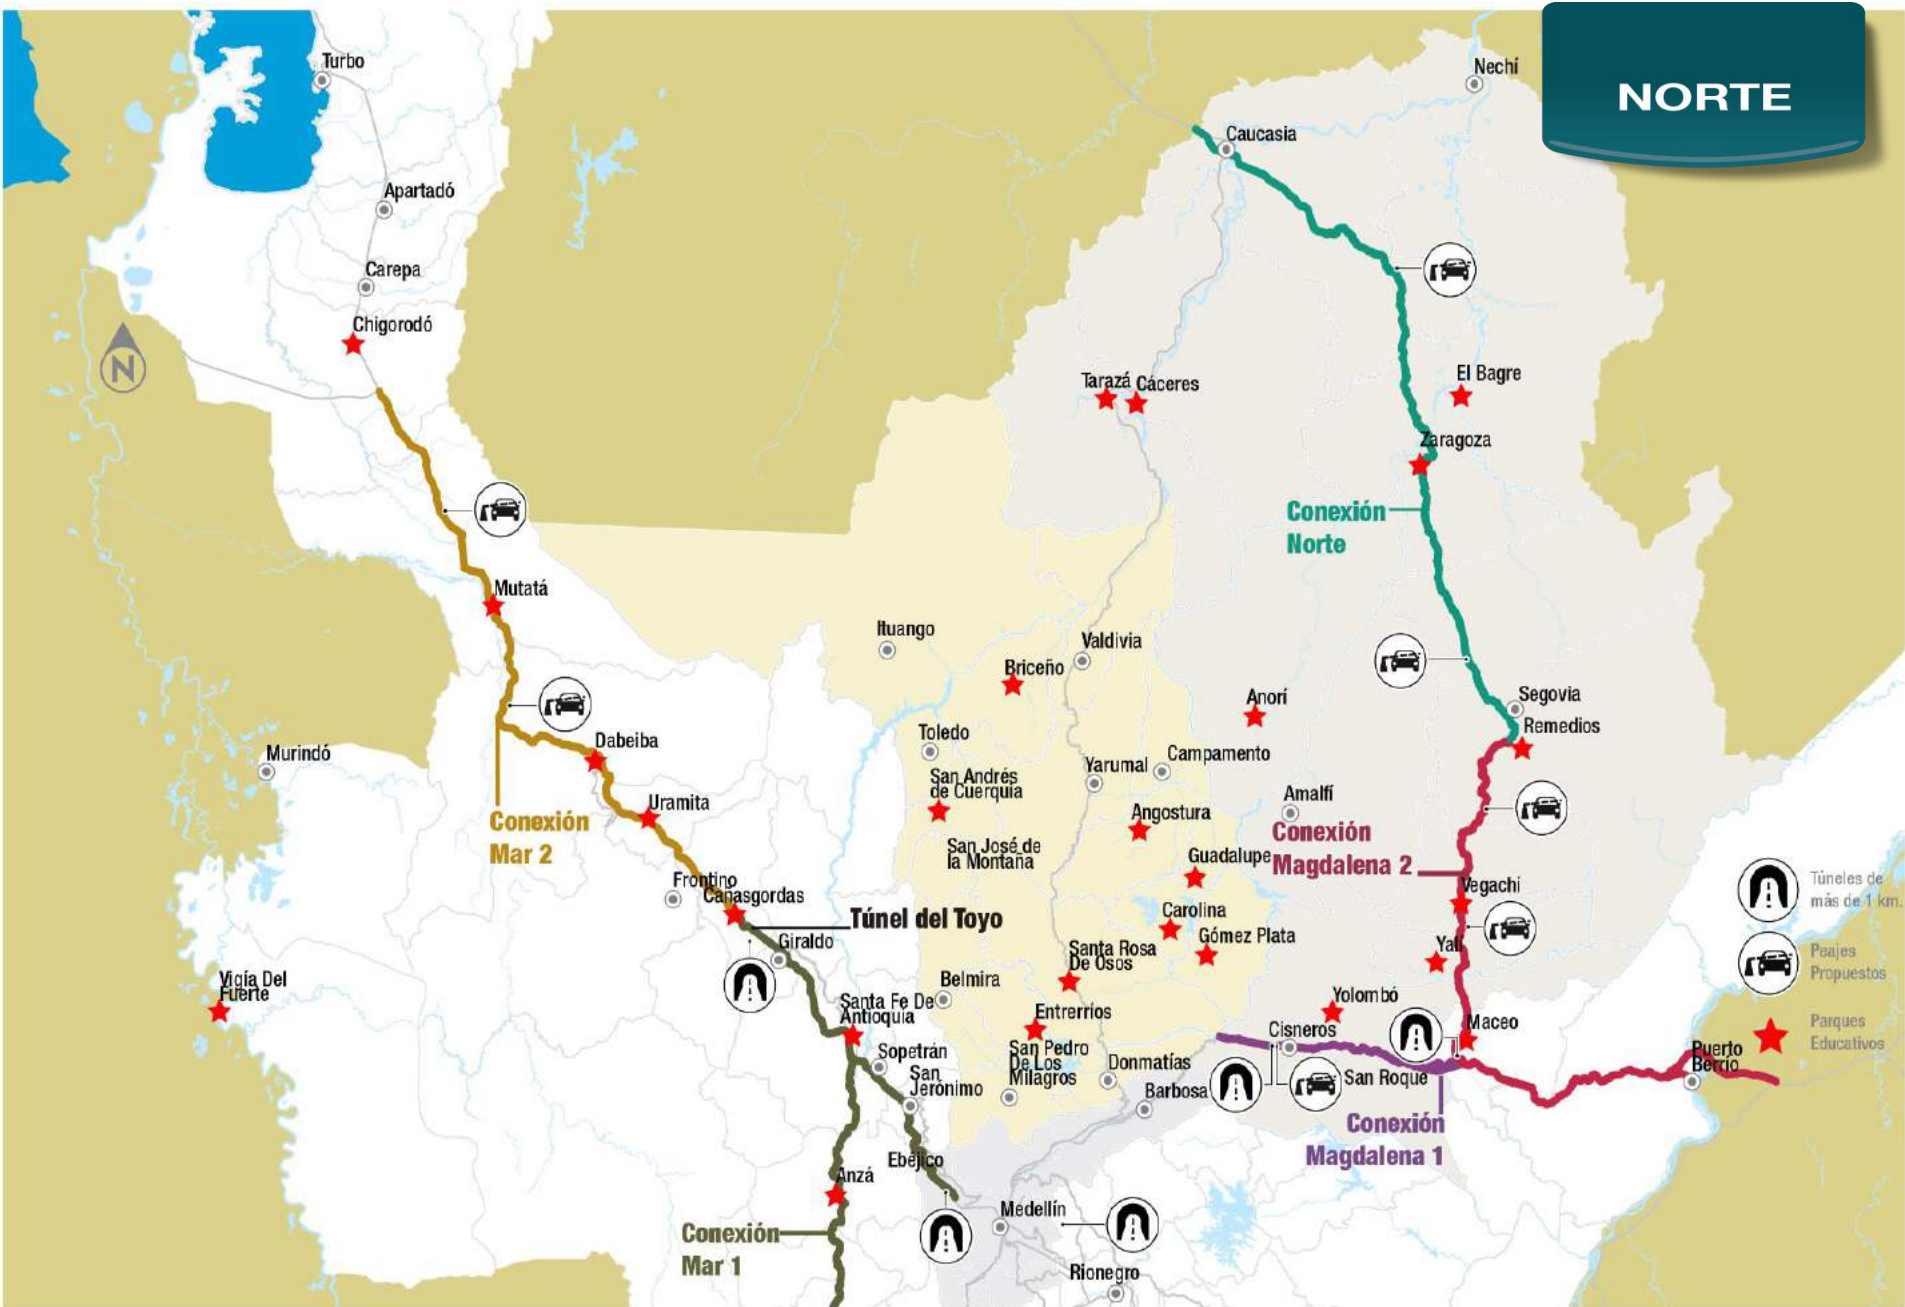 NORTE
Turbo
Nechí
Caucasia
Apartadó
Carepa
Chigorodó
N
Tarazá
Cáceres
El Bagre
Zaragoza
Conexión
Norte
Mutatá
Ituango
Valdivia
Briceño
Anorí
Segovia
Remedios
Toledo
Dabeiba
Murindó
Yarumal
Campamento
San Andrés
de Cuerquia
Amalfí
Uramita
Angostura
Conexión
Mar 2
Conexión
Magdalena 2
San José de
la Montaña
Guadalupe
Frontino
Cañasgordas
Vegachí
Túneles de
más de 1 km.
Túnel del Toyo
Carolina
Gómez Plata
Giraldo
Santa Rosa
De Osos
Yalí
Peajes
Propuestos
Vigía Del
Fuerte
Belmira
Santa Fe De
Antioquia
Entrerríos
Yolombó
Cisneros
Maceo
Parques
Educativos
Sopetrán
San Pedro
De Los
Milagros
Donmatías
Puerto
Berrío
San
Jerónimo
Barbosa
San Roque
Conexión
Magdalena 1
Ebéjico
Anzá
Medellín
Conexión
Mar 1
Rionegro